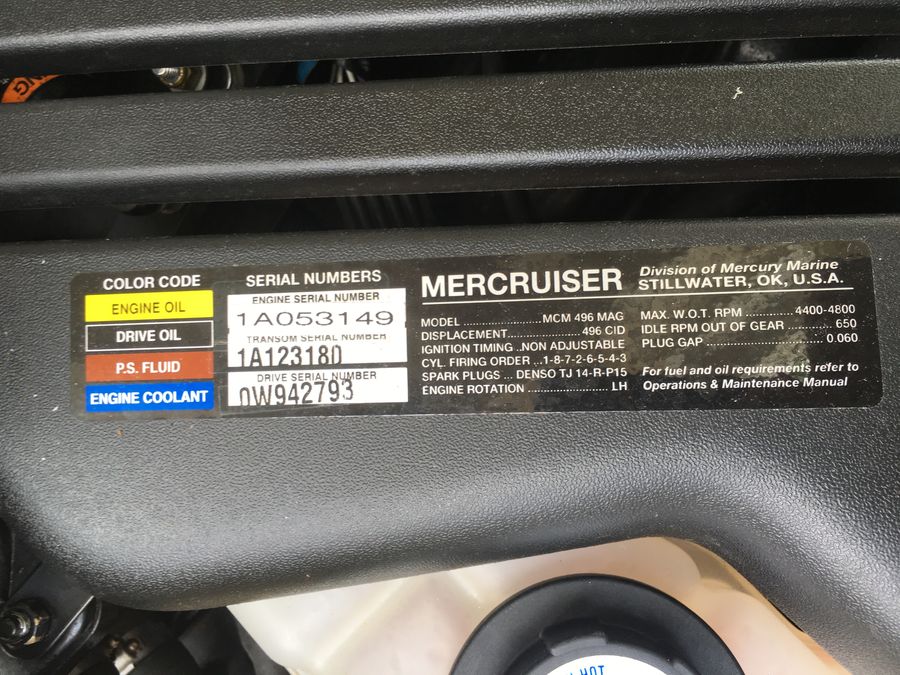 NG
COLOR CODE
ENGINE OIL
DRIVE OIL
P.S. FLUID
ENGINE COOLANT
SERIAL NUMBERS
ENGINE SERIAL NUMBER
1A053149
TRANSOM SERIAL NUMBER
1A123180
DRIVE SERIAL NUMBER
0W942793
MERCRUISER
Division of Mercury Marine
STILLWATER, OK, U.S.A.
MODEL ........................ MCM 496 MAG
DISPLACEMENT ........................ 496 CID
IGNITION TIMING ..NON ADJUSTABLE
CYL. FIRING ORDER ...1-8-7-2-6-5-4-3
SPARK PLUGS ... DENSO TJ 14-R-P15
ENGINE ROTATION ........................ LH
MAX. W.O.T. RPM ............ 4400-4800
IDLE RPM OUT OF GEAR ......... 650
PLUG GAP ........................ 0.060
For fuel and oil requirements refer to
Operations & Maintenance Manual
HOT